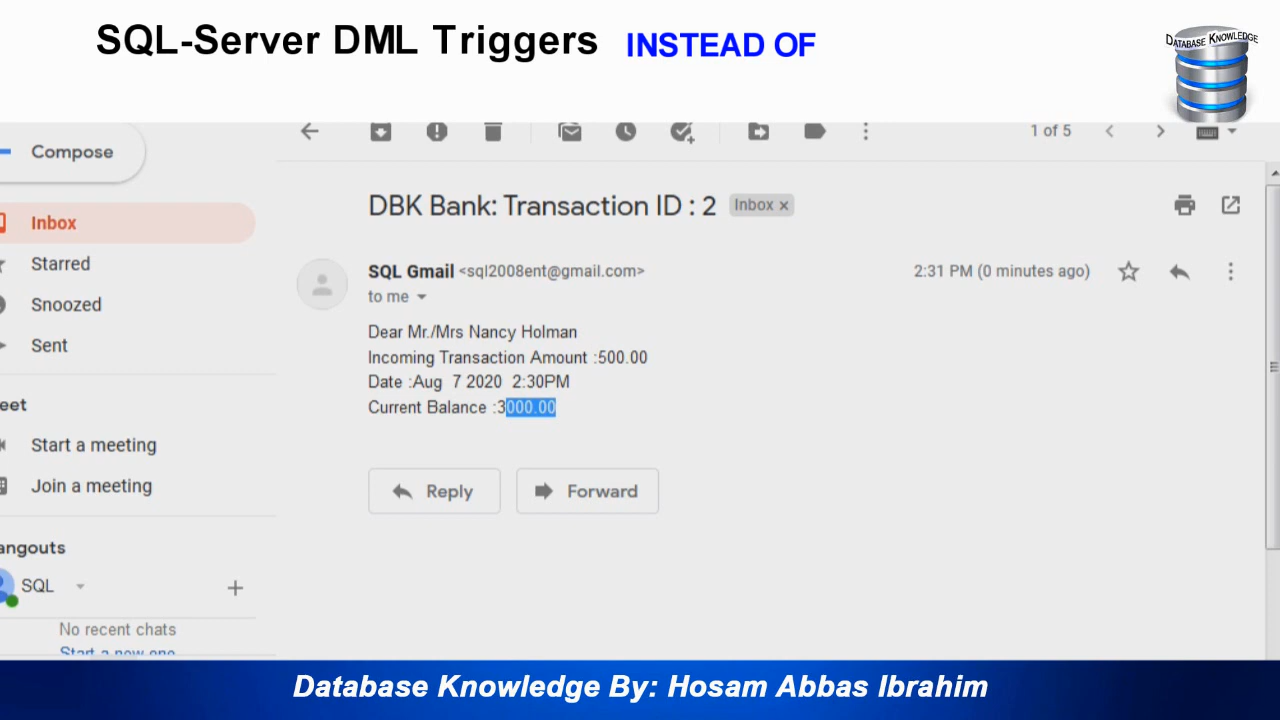 SQL-Server DML Triggers INSTEAD OF
DATABASE KNOWLEDGE
Compose
1 of 5
Inbox
DBK Bank: Transaction ID : 2 Inbox ×
Starred
SQL Gmail <sql2008ent@gmail.com> 2:31 PM (0 minutes ago)
to me
Snoozed
Dear Mr./Mrs Nancy Holman
Sent
Incoming Transaction Amount :500.00
Date :Aug 7 2020 2:30PM
Current Balance :3000.00
eet
Start a meeting
Join a meeting
Reply Forward
angouts
SQL
No recent chats
Start a new one
Database Knowledge By: Hosam Abbas Ibrahim